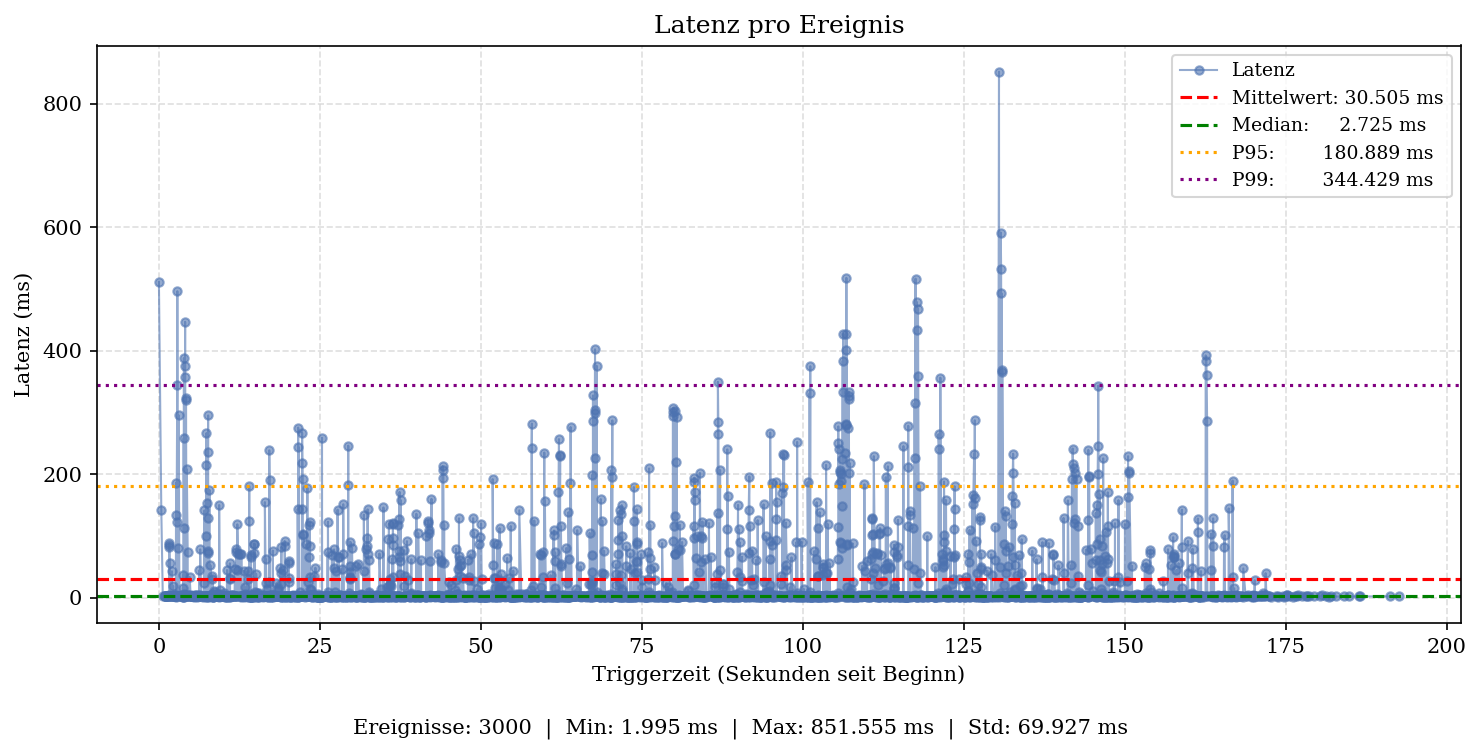 Latenz pro Ereignis
Latenz
Mittelwert: 30.505 ms
Median: 2.725 ms
P95: 180.889 ms
P99: 344.429 ms
Latenz (ms)
800
600
400
200
0
0 25 50 75 100 125 150 175 200
Triggerzeit (Sekunden seit Beginn)
Ereignisse: 3000 | Min: 1.995 ms | Max: 851.555 ms | Std: 69.927 ms